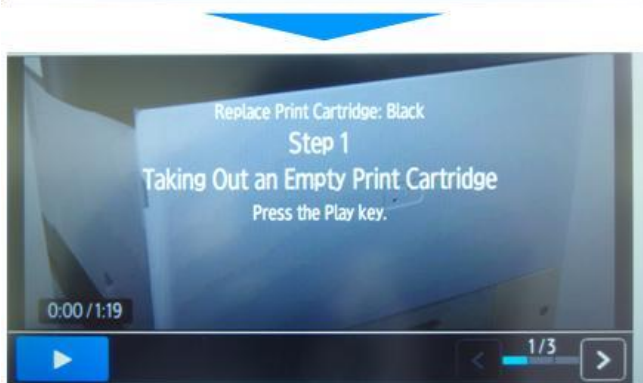 Replace Print Cartridge: Black
Step 1
Taking Out an Empty Print Cartridge
Press the Play key.
0:00 / 1:19
1/3